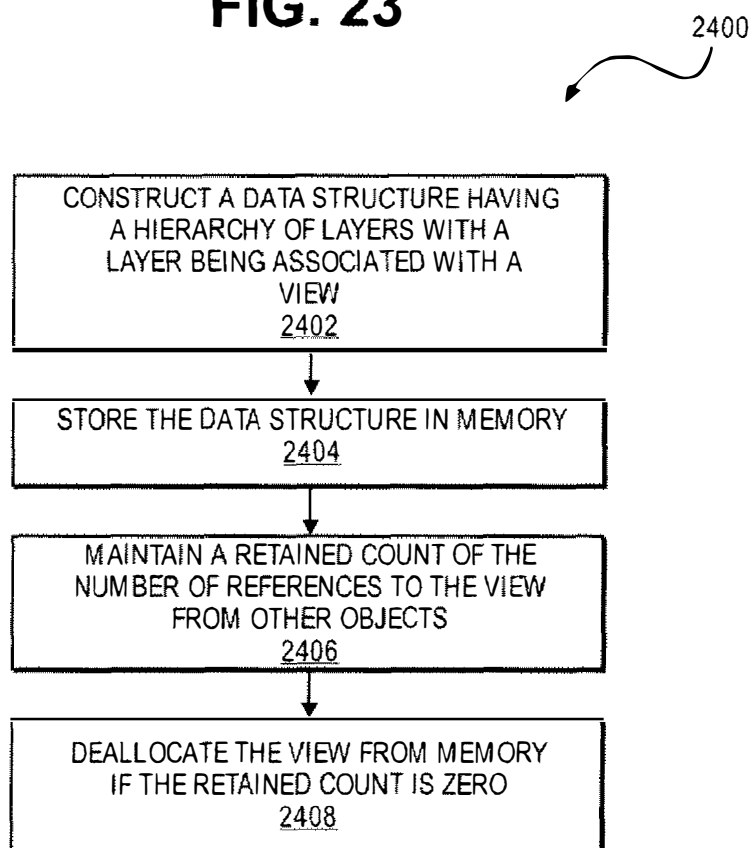 FIG. 23
2400
CONSTRUCT A DATA STRUCTURE HAVING
A HIERARCHY OF LAYERS WITH A
LAYER BEING ASSOCIATED WITH A
VIEW
2402
STORE THE DATA STRUCTURE IN MEMORY
2404
MAINTAIN A RETAINED COUNT OF THE
NUMBER OF REFERENCES TO THE VIEW
FROM OTHER OBJECTS
2406
DEALLOCATE THE VIEW FROM MEMORY
IF THE RETAINED COUNT IS ZERO
2408